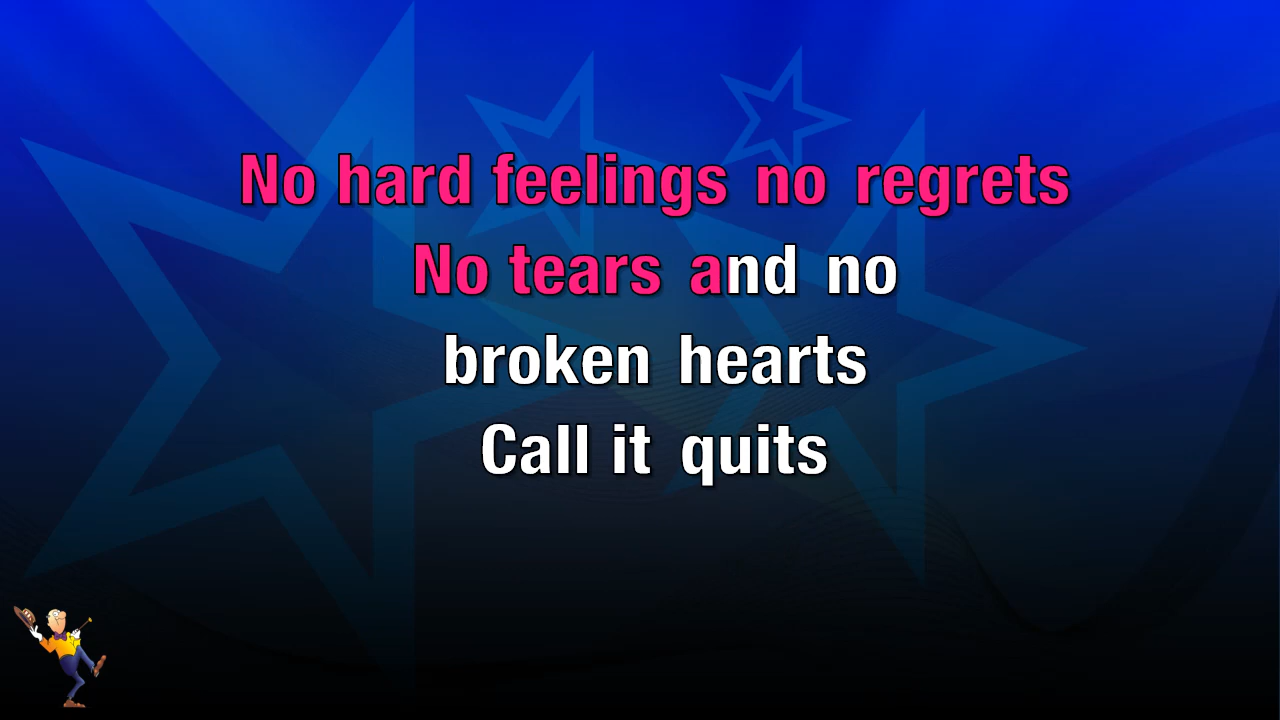 No hard feelings no regrets
No tears and no
broken hearts
Call it quits